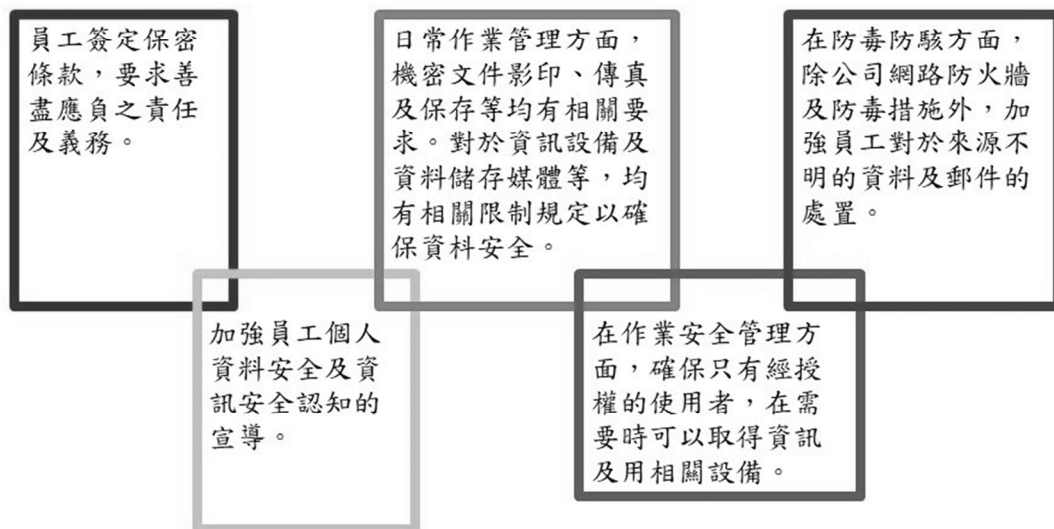 員工簽定保密
條款，要求善
盡應負之責任
及義務。
加強員工個人
資料安全及資
訊安全認知的
宣導。
日常作業管理方面，
機密文件影印、傳真
及保存等均有相關要
求。對於資訊設備及
資料儲存媒體等，均
有相關限制規定以確
保資料安全。
在作業安全管理方
面，確保只有經授
權的使用者，在需
要時可以取得資訊
及用相關設備。
在防毒防駭方面，
除公司網路防火牆
及防毒措施外，加
強員工對於來源不
明的資料及郵件的
處置。